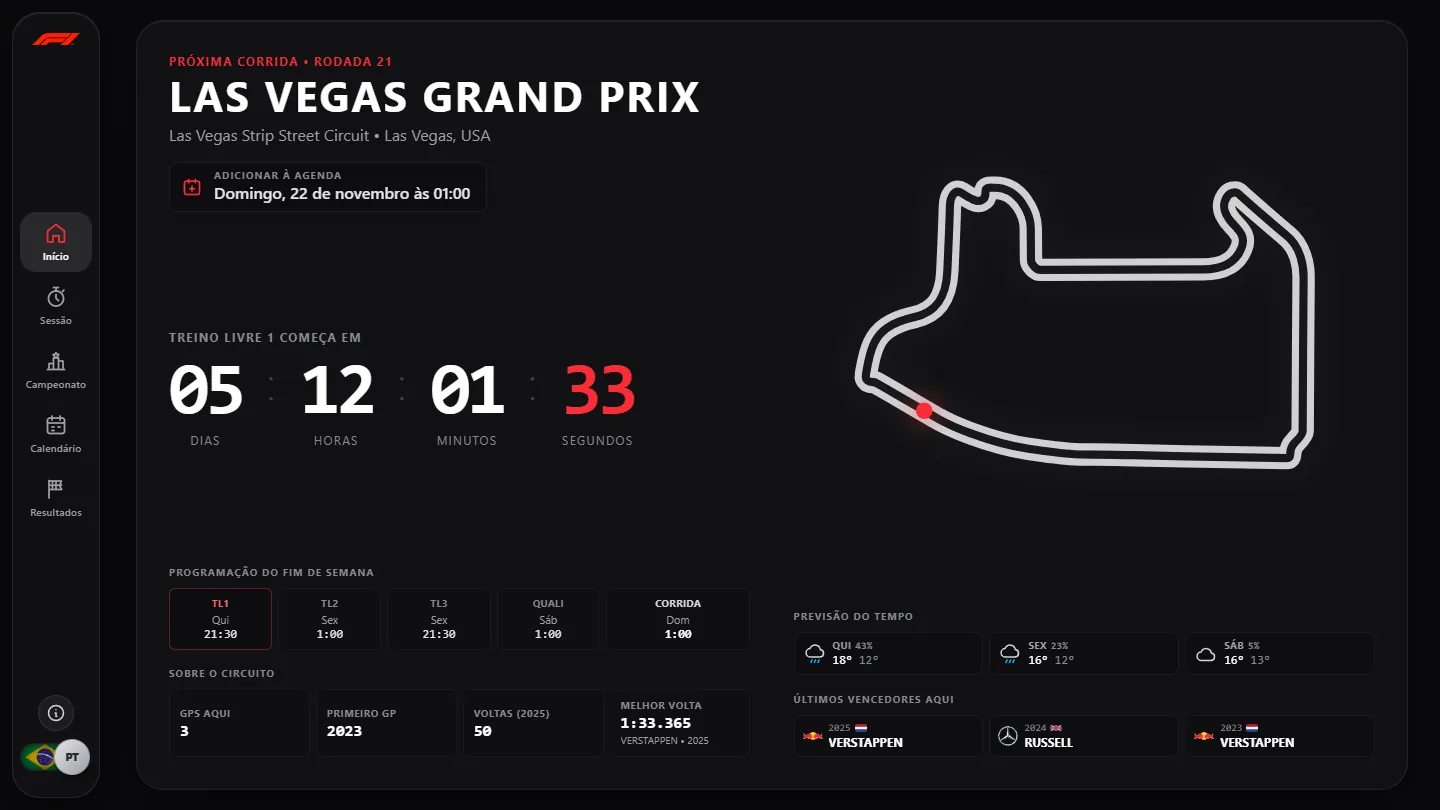 PRÓXIMA CORRIDA • RODADA 21
LAS VEGAS GRAND PRIX
Las Vegas Strip Street Circuit • Las Vegas, USA
ADICIONAR À AGENDA
Domingo, 22 de novembro às 01:00
Início
Sessão
Campeonato
Calendário
Resultados
PT
TREINO LIVRE 1 COMEÇA EM
05 : 12 : 01 : 33
DIAS HORAS MINUTOS SEGUNDOS
PROGRAMAÇÃO DO FIM DE SEMANA
TL1 TL2 TL3 QUALI CORRIDA
Qui Sex Sex Sáb Dom
21:30 1:00 21:30 1:00 1:00
SOBRE O CIRCUITO
GPS AQUI
3
PRIMEIRO GP
2023
VOLTAS (2025)
50
MELHOR VOLTA
1:33.365
VERSTAPPEN • 2025
PREVISÃO DO TEMPO
QUI 43%
18° 12°
SEX 23%
16° 12°
SÁB 5%
16° 13°
ÚLTIMOS VENCEDORES AQUI
2025
VERSTAPPEN
2024
RUSSELL
2023
VERSTAPPEN